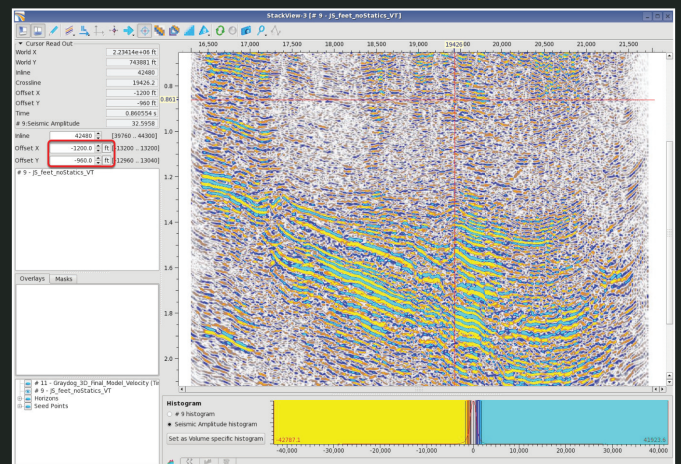 StackView-3 [# 9 - JS_feet_noStatics_VT]
Cursor Read Out
World X 2.23414e+06 ft
World Y 743881 ft
Inline 42480
Crossline 19426.2
Offset X -1200 ft
Offset Y -960 ft
Time 0.860554 s
# 9:Seismic Amplitude 32.5958
Inline 42480 [39760 .. 44300]
Offset X -1200.0 ft [-13200 .. 13200]
Offset Y -960.0 ft [-12960 .. 13040]
# 9 - JS_feet_noStatics_VT
Overlays Masks
# 11 - Graydog_3D_Final_Model_Velocity (Ti
# 9 - JS_feet_noStatics_VT
Horizons
Seed Points
16,500 17,000 17,500 18,000 18,500 19,000 19426.00 20,000 20,500 21,000 21,500
0.8
0.861
1.0
1.2
1.4
1.6
1.8
2.0
Histogram
# 9 histogram
Seismic Amplitude histogram
Set as Volume specific histogram
-42787.1 41923.6
-40,000 -30,000 -20,000 -10,000 0 10,000 20,000 30,000 40,000